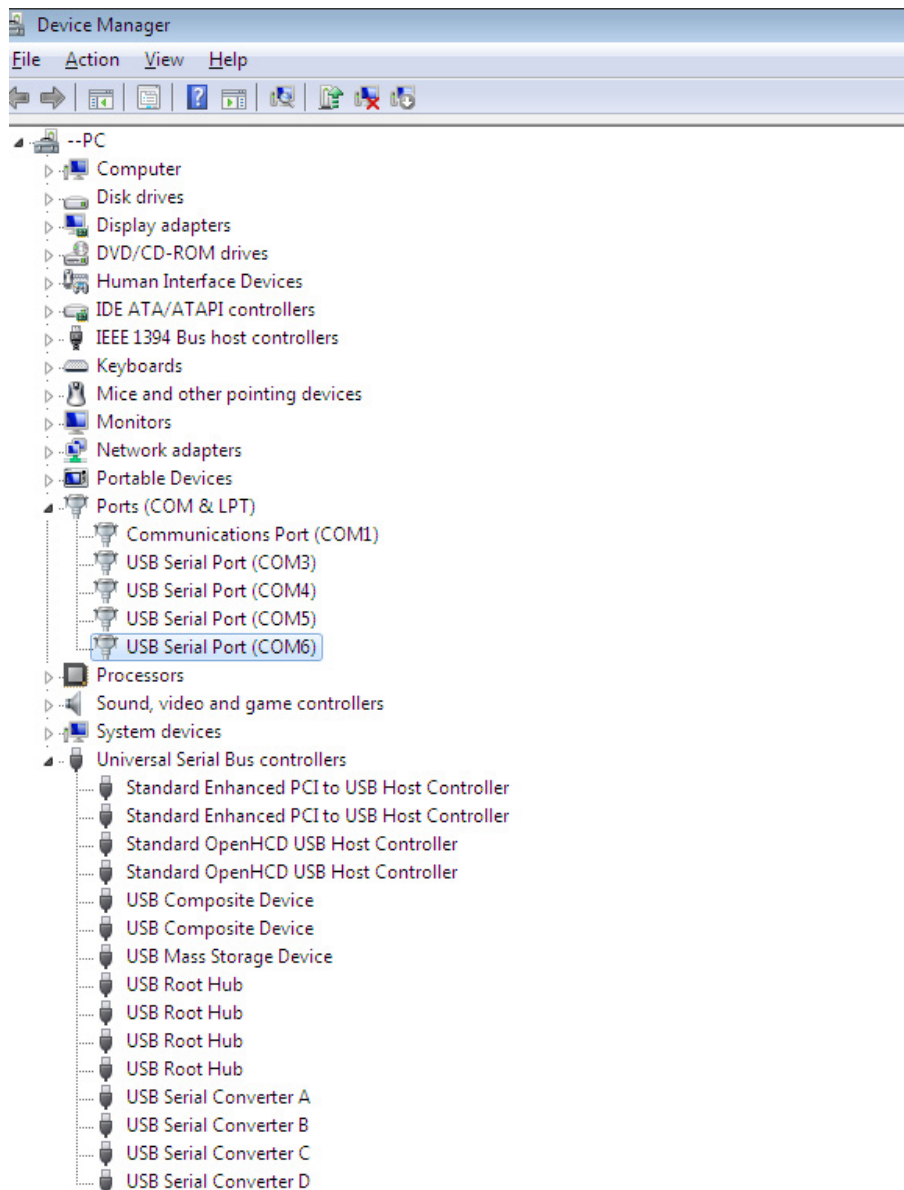 Device Manager
File Action View Help
--PC
Computer
Disk drives
Display adapters
DVD/CD-ROM drives
Human Interface Devices
IDE ATA/ATAPI controllers
IEEE 1394 Bus host controllers
Keyboards
Mice and other pointing devices
Monitors
Network adapters
Portable Devices
Ports (COM & LPT)
Communications Port (COM1)
USB Serial Port (COM3)
USB Serial Port (COM4)
USB Serial Port (COM5)
USB Serial Port (COM6)
Processors
Sound, video and game controllers
System devices
Universal Serial Bus controllers
Standard Enhanced PCI to USB Host Controller
Standard Enhanced PCI to USB Host Controller
Standard OpenHCD USB Host Controller
Standard OpenHCD USB Host Controller
USB Composite Device
USB Composite Device
USB Mass Storage Device
USB Root Hub
USB Root Hub
USB Root Hub
USB Root Hub
USB Serial Converter A
USB Serial Converter B
USB Serial Converter C
USB Serial Converter D